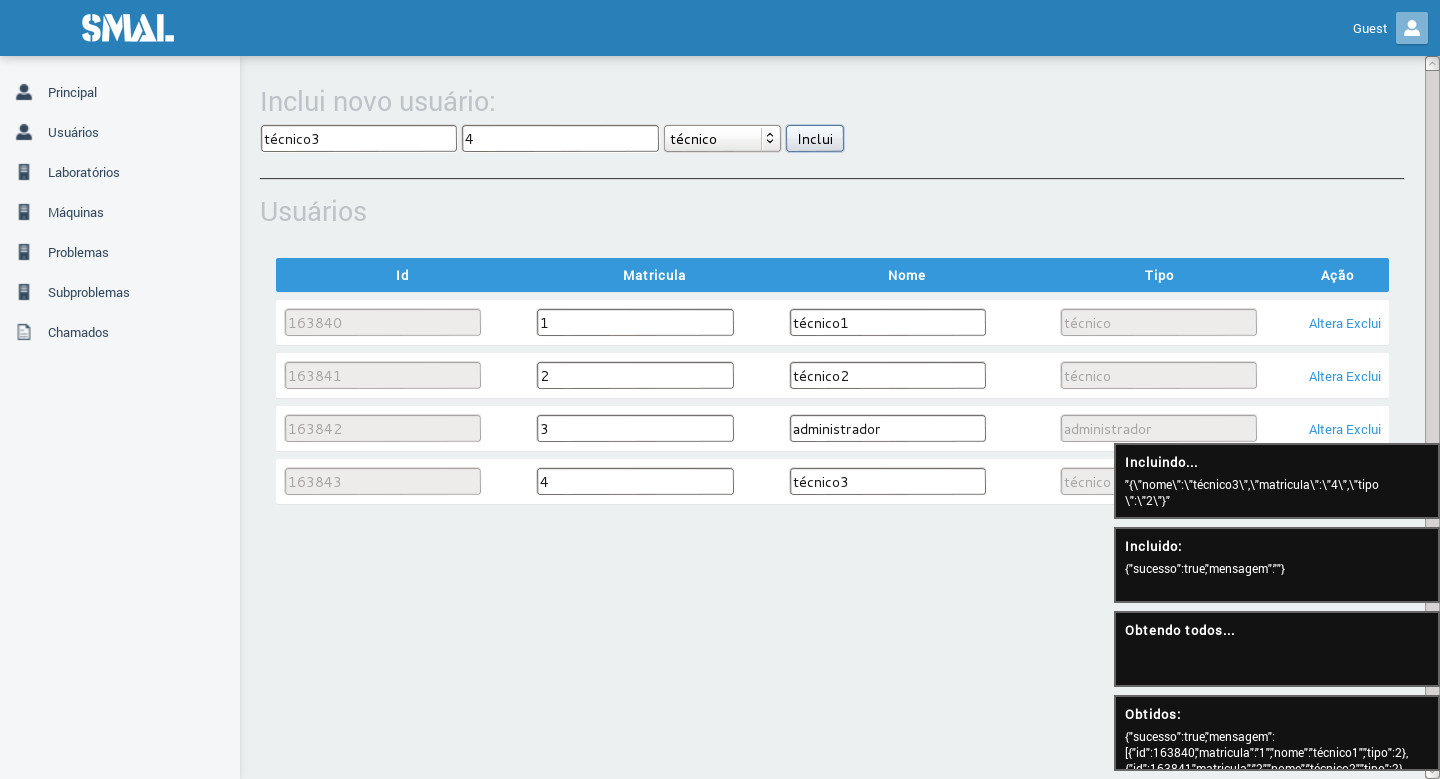 SMAL
Guest
Principal
Usuários
Laboratórios
Máquinas
Problemas
Subproblemas
Chamados
Inclui novo usuário:
técnico3 4 técnico Inclui
Usuários
Id Matricula Nome Tipo Ação
163840 1 técnico1 técnico Altera Exclui
163841 2 técnico2 técnico Altera Exclui
163842 3 administrador administrador Altera Exclui
163843 4 técnico3 técnico
Incluindo...
"{\"nome\":\"técnico3\",\"matricula\":\"4\",\"tipo
\":\"2\"}"
Incluido:
{"sucesso":true,"mensagem":""}
Obtendo todos...
Obtidos:
{"sucesso":true,"mensagem":
[{"id":163840,"matricula":"1","nome":"técnico1","tipo":2},
{"id":163841,"matricula":"2","nome":"técnico2","tipo":2},